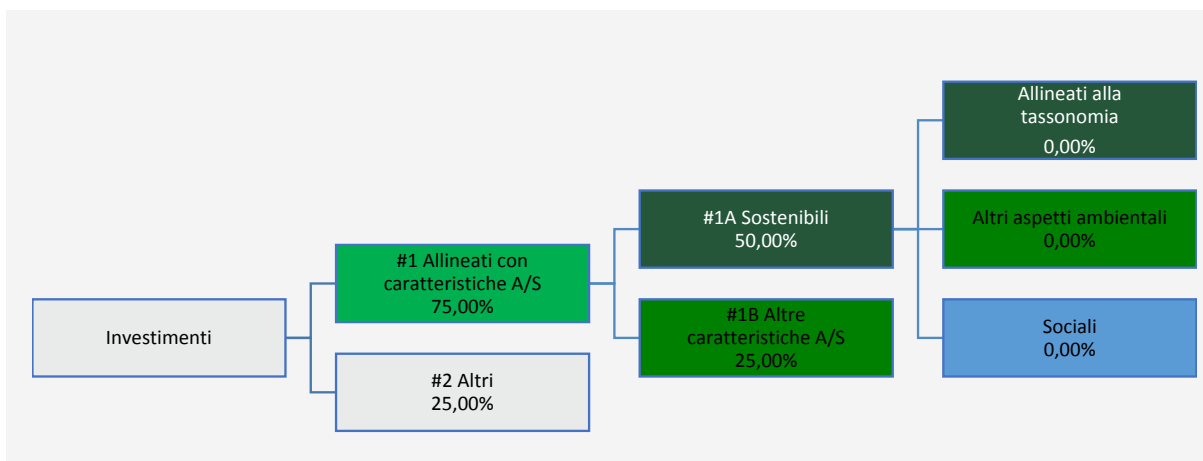 Investimenti
#1 Allineati con
caratteristiche A/S
75,00%
#2 Altri
25,00%
#1A Sostenibili
50,00%
#1B Altre
caratteristiche A/S
25,00%
Allineati alla
tassonomia
0,00%
Altri aspetti ambientali
0,00%
Sociali
0,00%